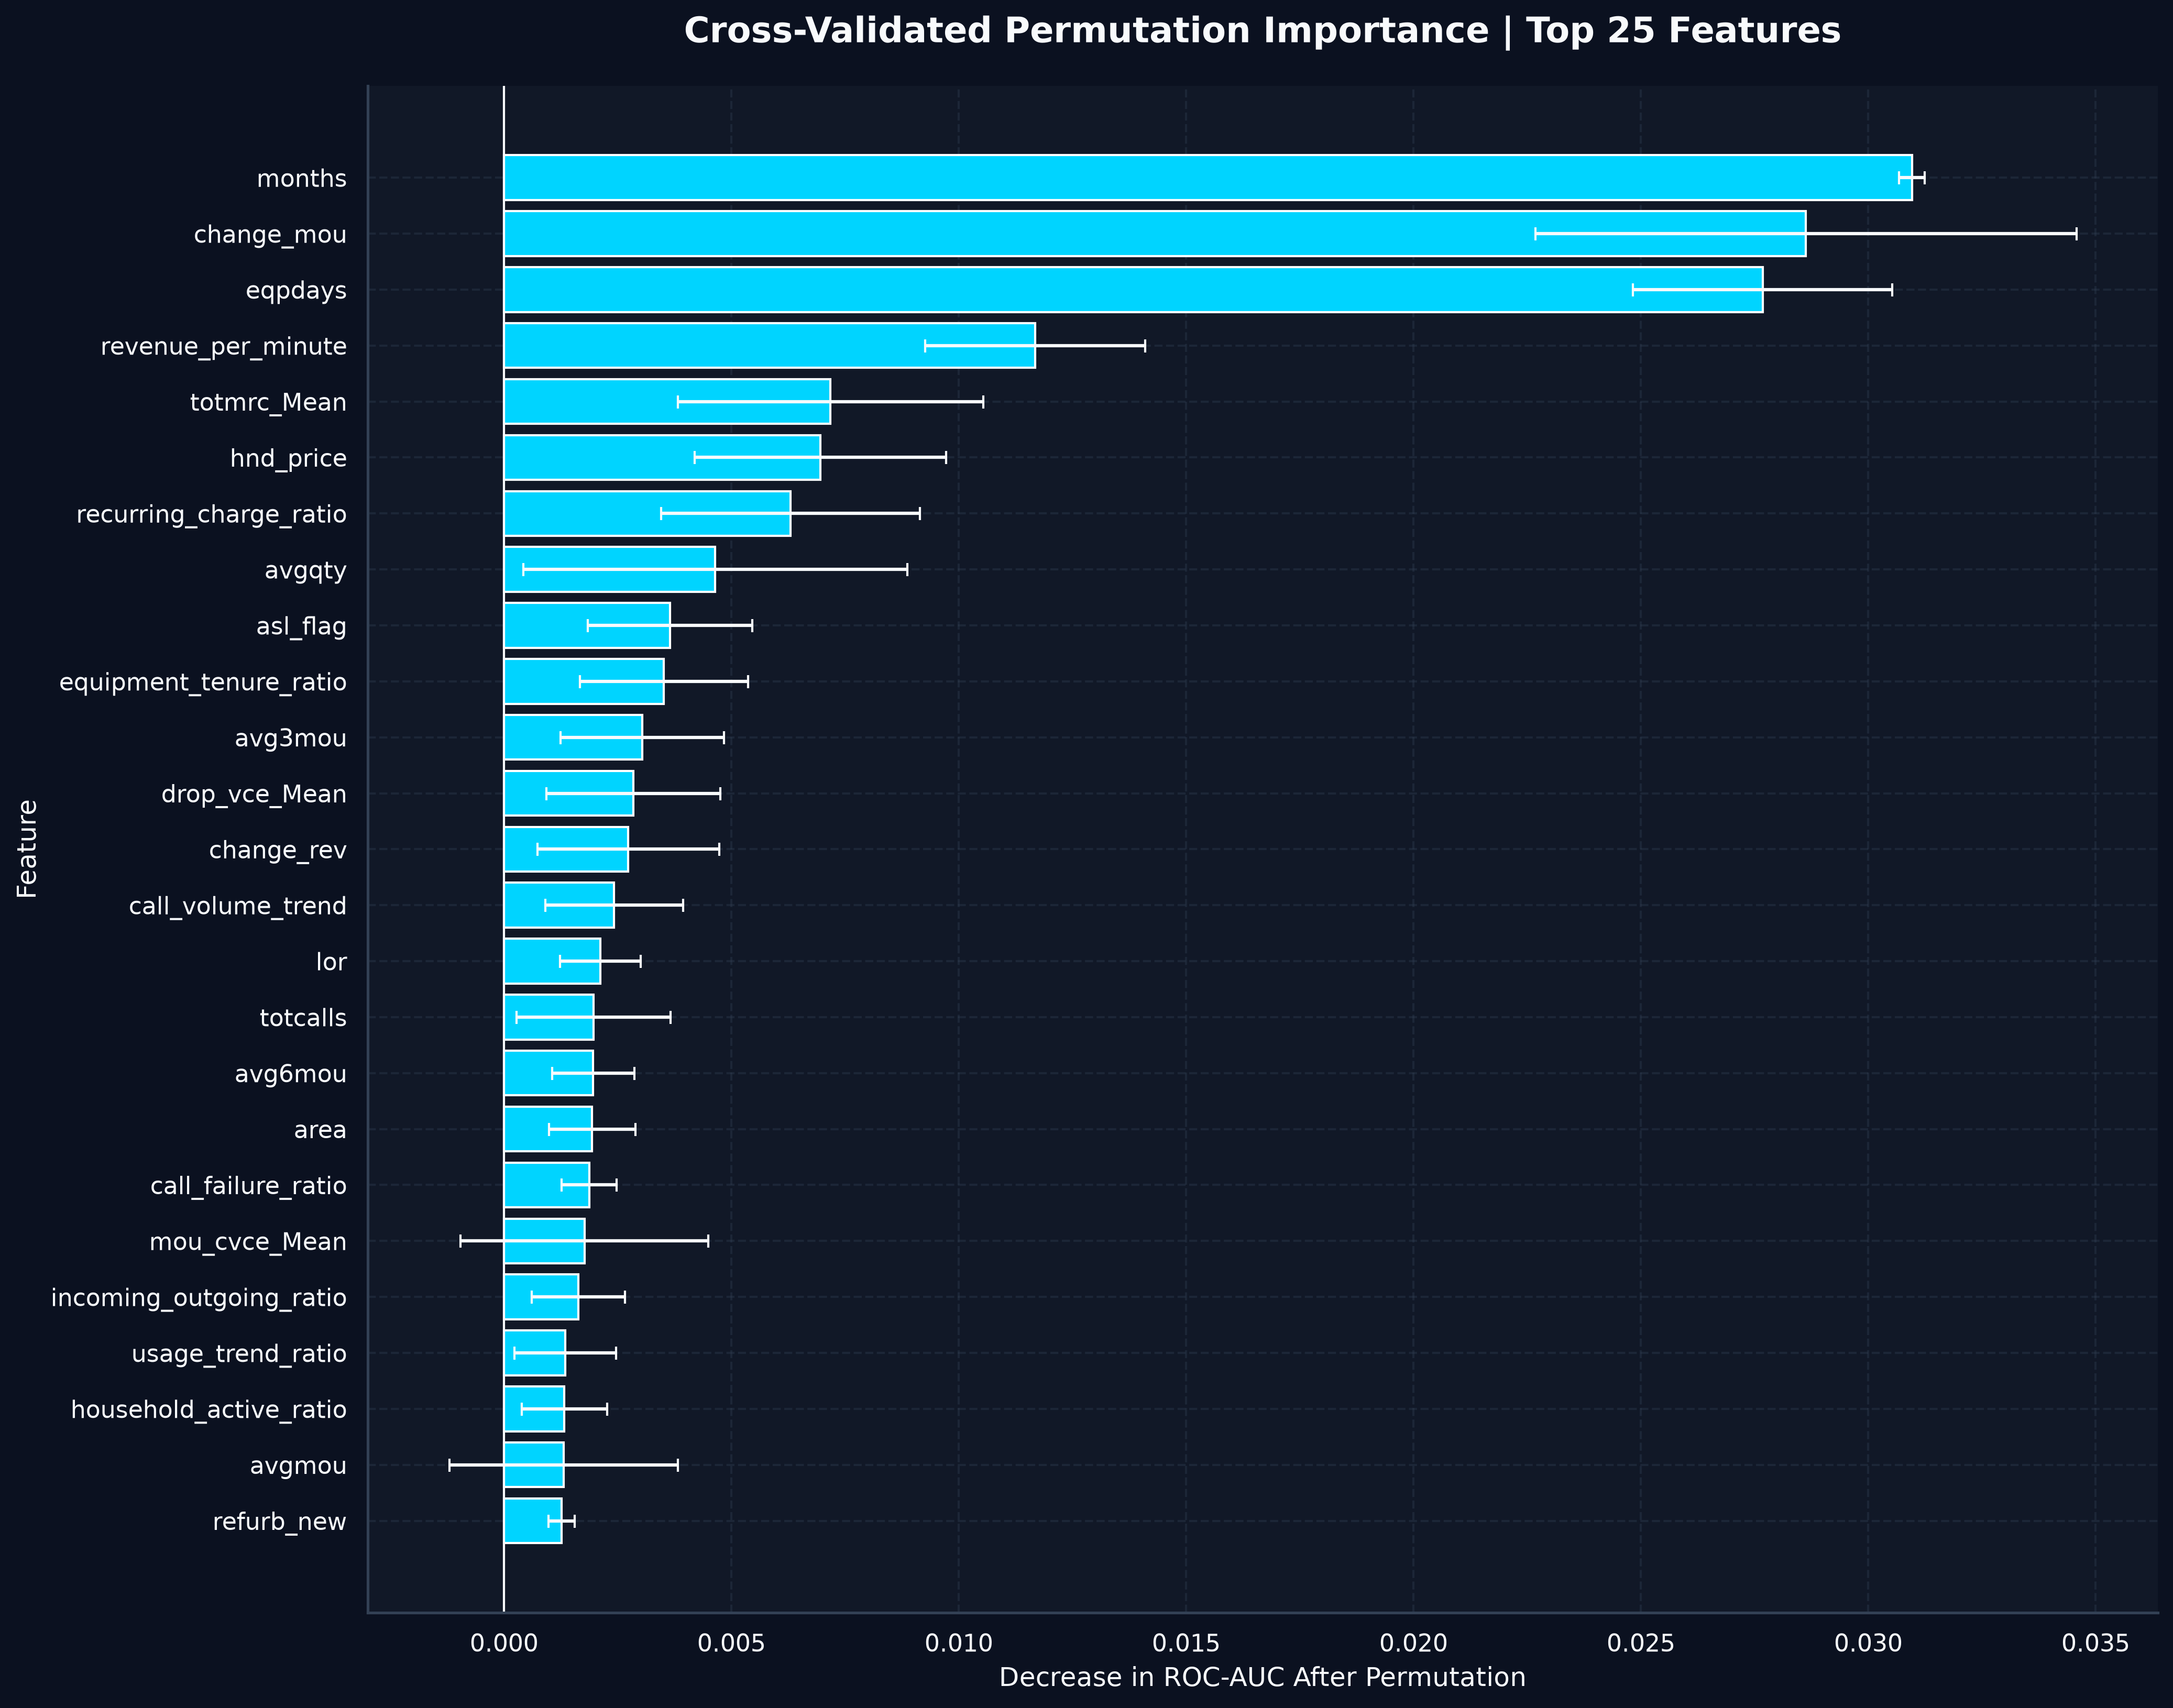 Cross-Validated Permutation Importance | Top 25 Features
months
change_mou
eqpdays
revenue_per_minute
totmrc_Mean
hnd_price
recurring_charge_ratio
avgqty
asl_flag
equipment_tenure_ratio
avg3mou
drop_vce_Mean
change_rev
call_volume_trend
lor
totcalls
avg6mou
area
call_failure_ratio
mou_cvce_Mean
incoming_outgoing_ratio
usage_trend_ratio
household_active_ratio
avgmou
refurb_new
Feature
0.000 0.005 0.010 0.015 0.020 0.025 0.030 0.035
Decrease in ROC-AUC After Permutation